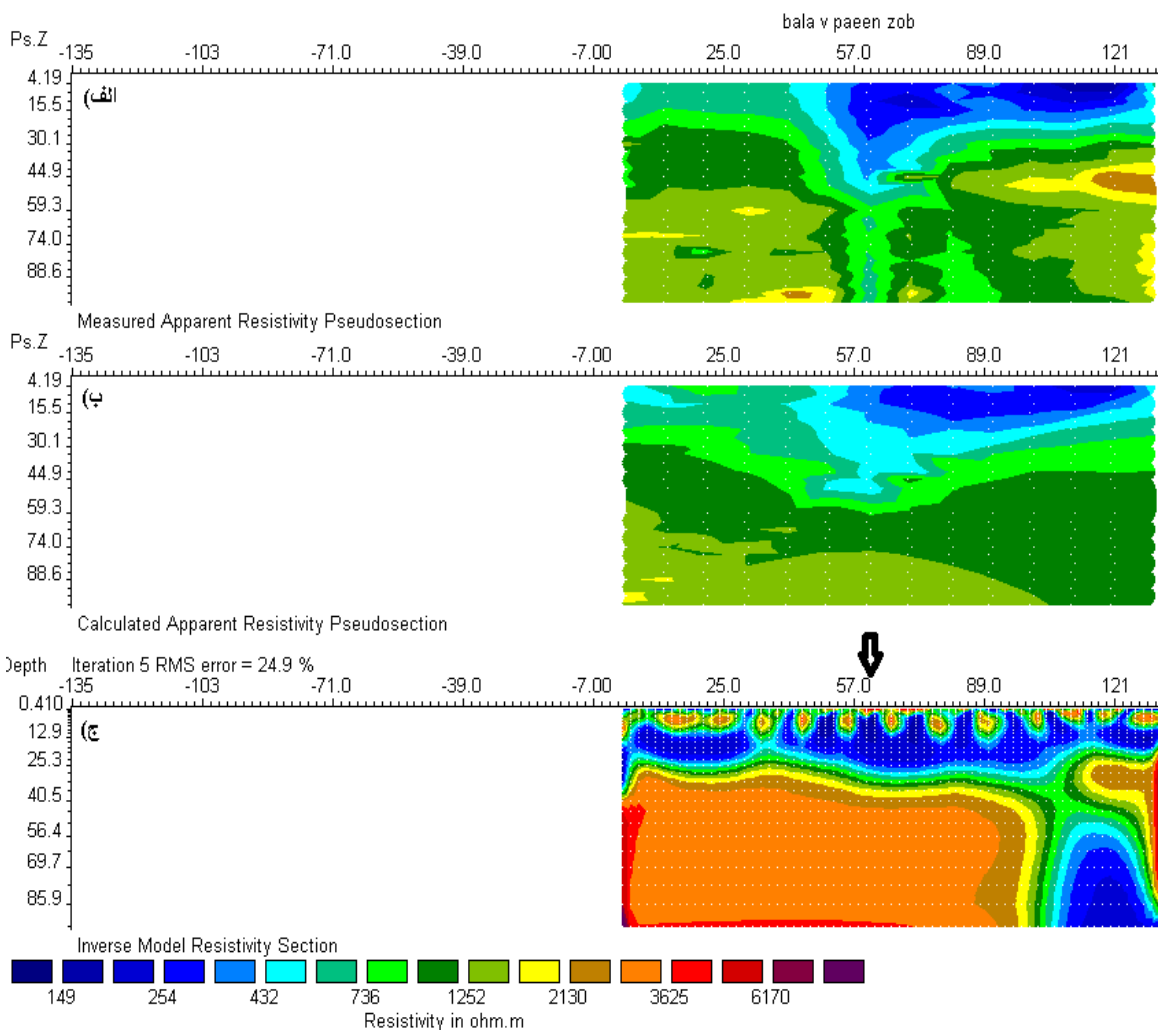 bala v paeen zob
Ps.Z
-135 -103 -71.0 -39.0 -7.00 25.0 57.0 89.0 121
4.19
الف)
15.5
30.1
44.9
59.3
74.0
88.6
Measured Apparent Resistivity Pseudosection
Ps.Z
-135 -103 -71.0 -39.0 -7.00 25.0 57.0 89.0 121
4.19
ب)
15.5
30.1
44.9
59.3
74.0
88.6
Calculated Apparent Resistivity Pseudosection
Depth Iteration 5 RMS error = 24.9 %
-135 -103 -71.0 -39.0 -7.00 25.0 57.0 89.0 121
0.410
ج)
12.9
25.3
40.5
56.4
69.7
85.9
Inverse Model Resistivity Section
149 254 432 736 1252 2130 3625 6170
Resistivity in ohm.m